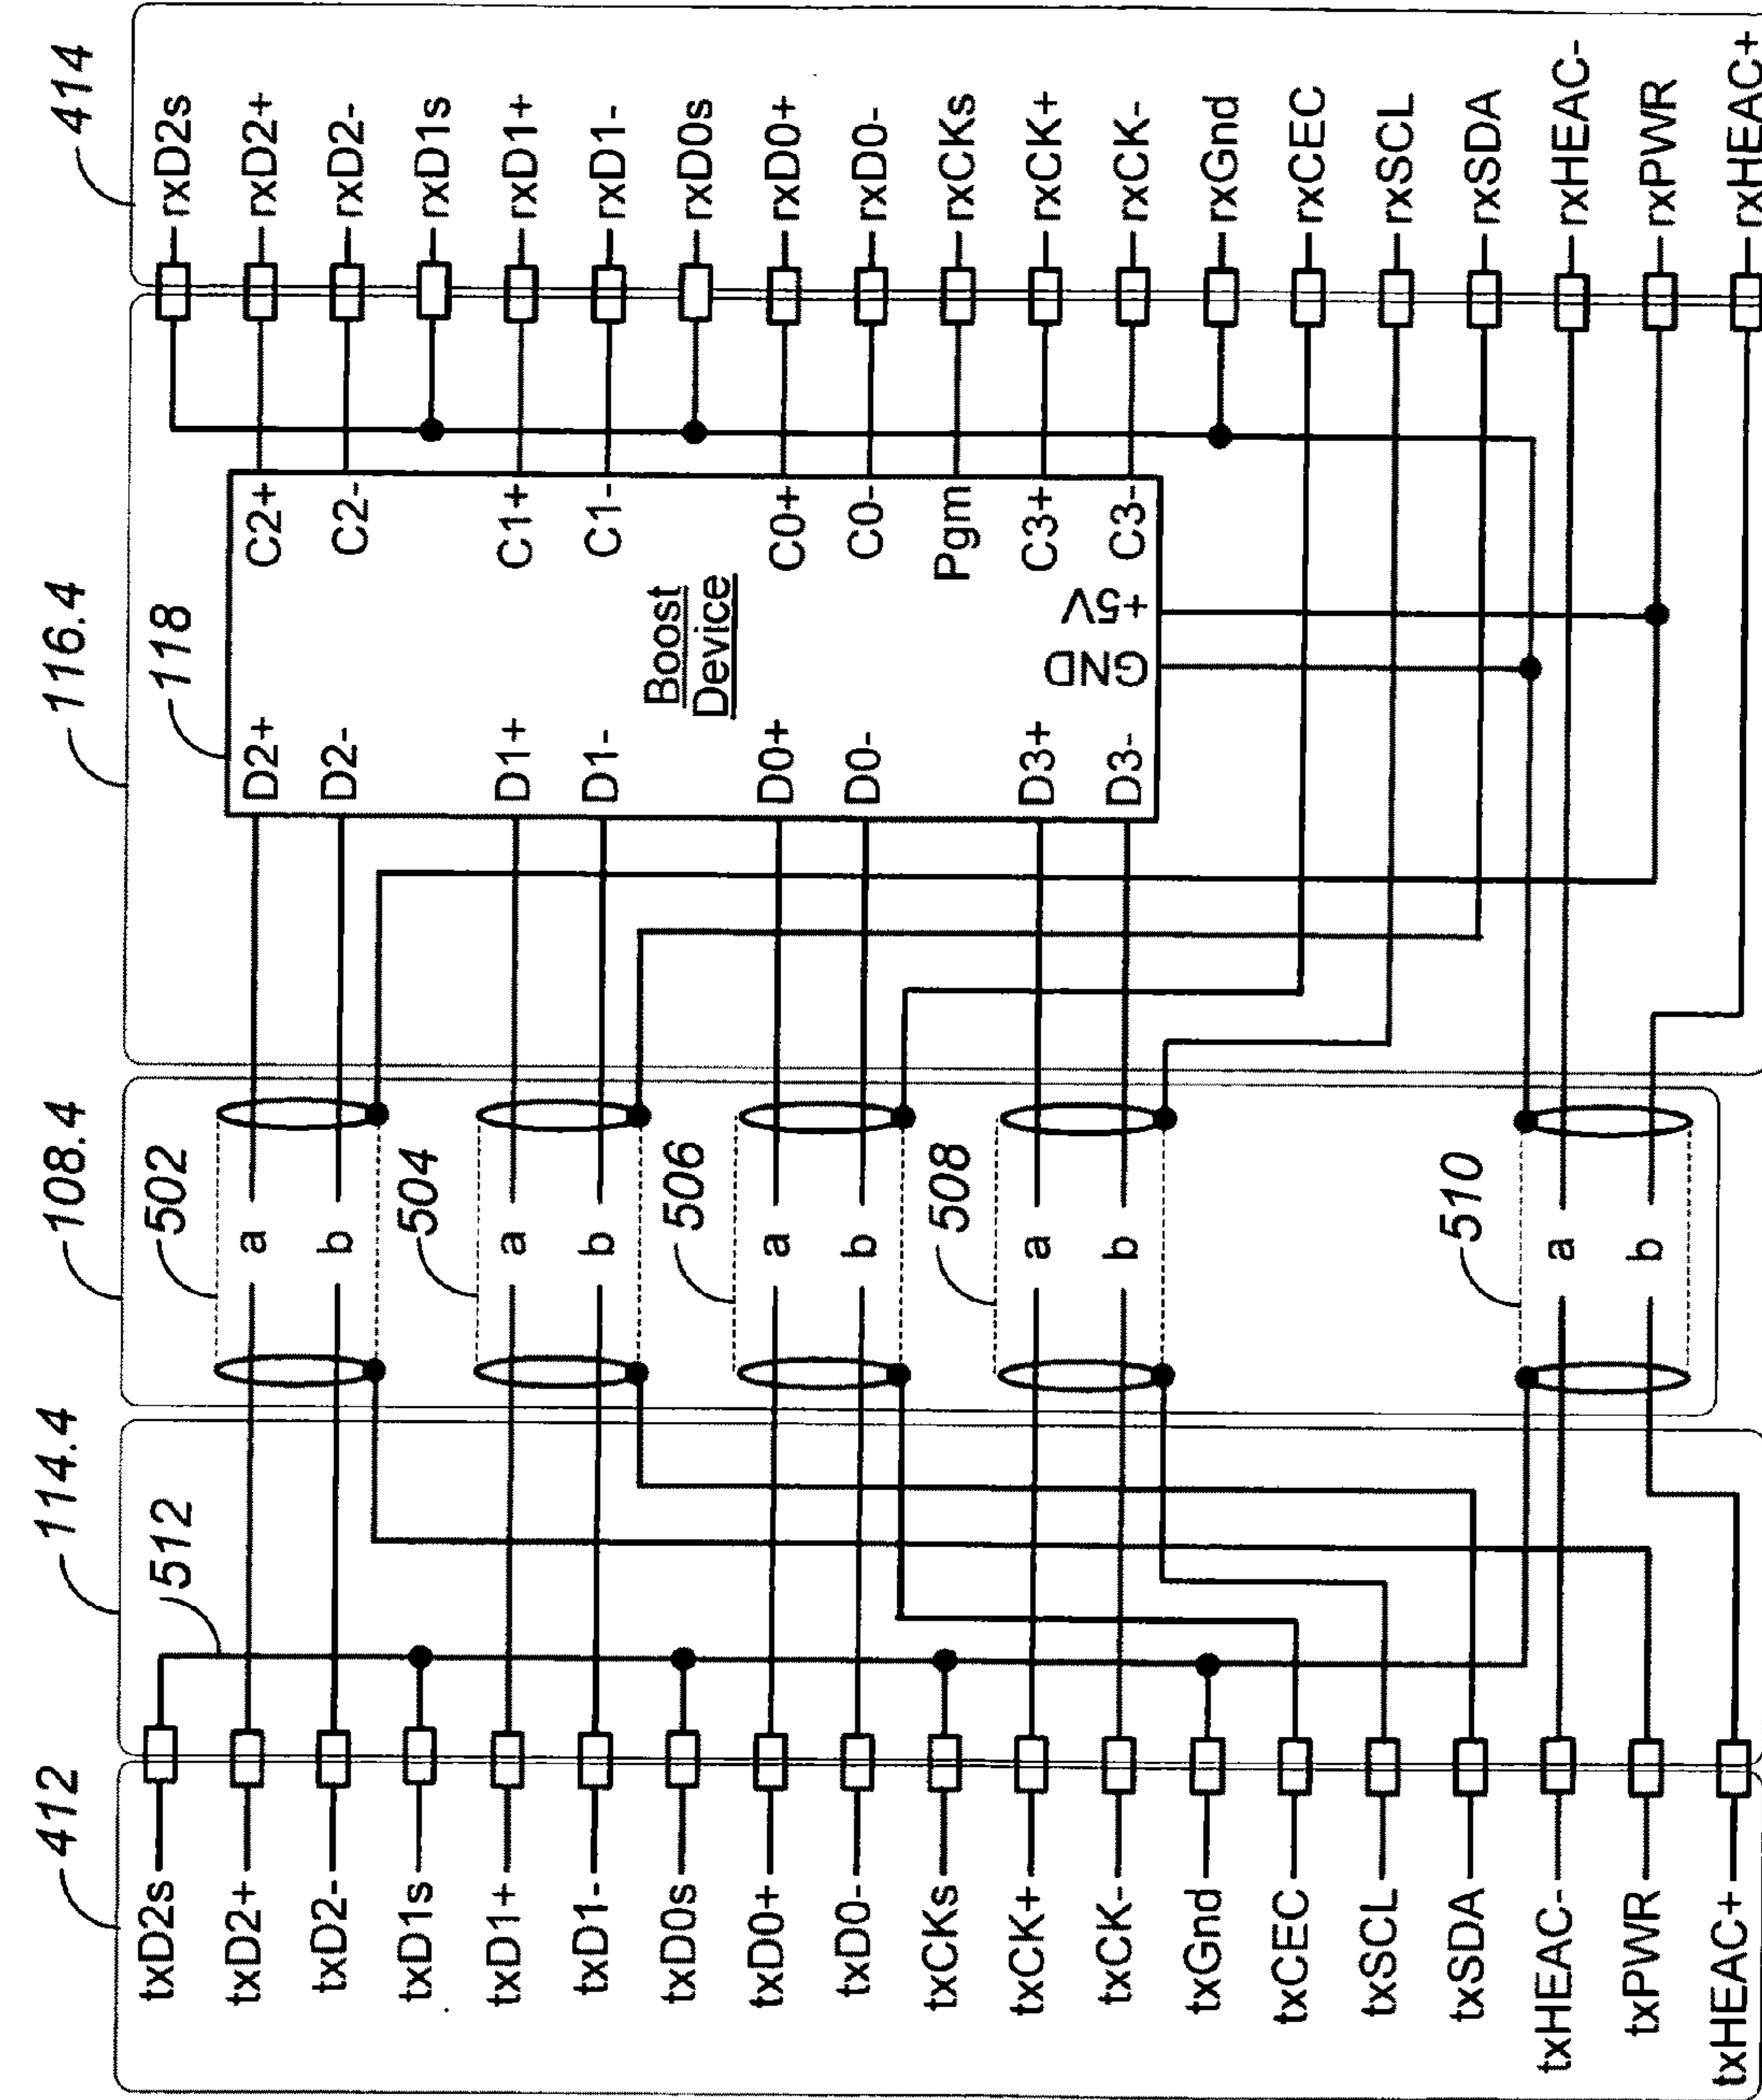 412
114.4
108.4
116.4
414
512
502
504
506
508
510
118
txD2s
txD2+
txD2-
txD1s
txD1+
txD1-
txD0s
txD0+
txD0-
txCKs
txCK+
txCK-
txGnd
txCEC
txSCL
txSDA
txHEAC-
txPWR
txHEAC+
a
b
a
b
a
b
a
b
a
b
D2+
D2-
D1+
D1-
D0+
D0-
D3+
D3-
Boost
Device
GND
+5V
C2+
C2-
C1+
C1-
C0+
C0-
Pgm
C3+
C3-
rxD2s
rxD2+
rxD2-
rxD1s
rxD1+
rxD1-
rxD0s
rxD0+
rxD0-
rxCKs
rxCK+
rxCK-
rxGnd
rxCEC
rxSCL
rxSDA
rxHEAC-
rxPWR
rxHEAC+